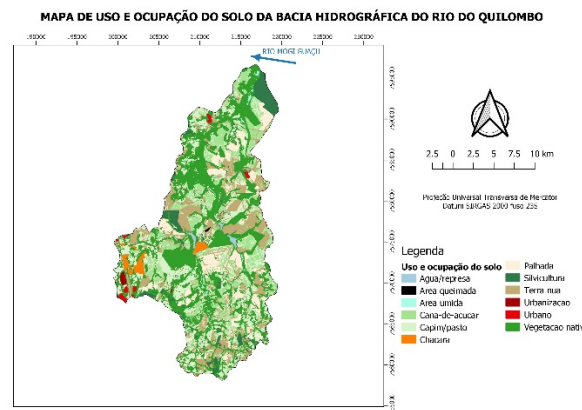 MAPA DE USO E OCUPAÇÃO DO SOLO DA BACIA HIDROGRÁFICA DO RIO DO QUILOMBO
RIO MOGI GUAÇU
2.5 0 2.5 5 7.5 10 km
Projeção Universal Transversa de Mercator
Datum SIRGAS 2000 fuso 23S
Legenda
Uso e ocupação do solo
Agua/represa
Area queimada
Area umida
Cana-de-acucar
Capim/pasto
Chacara
Palhada
Silvicultura
Terra nua
Urbanizacao
Urbano
Vegetacao nativ